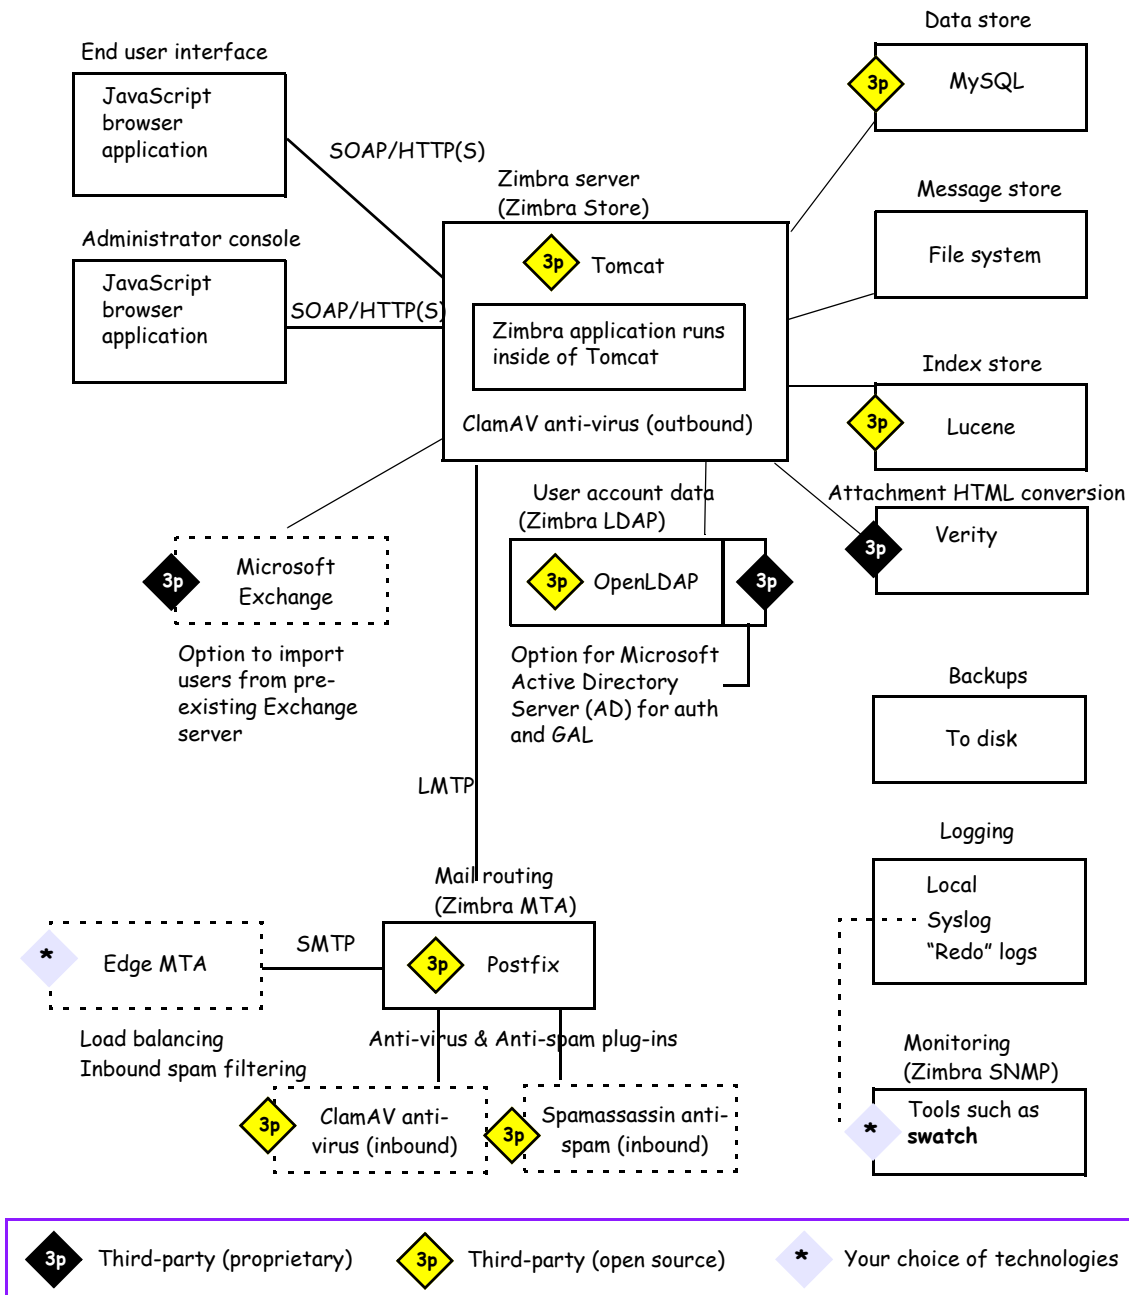 Data store
End user interface
3p
MySQL
JavaScript
browser
application
SOAP/HTTP(S)
Zimbra server
(Zimbra Store)
Message store
File system
Administrator console
JavaScript
browser
application
SOAP/HTTP(S)
3p
Tomcat
Zimbra application runs
inside of Tomcat
ClamAV anti-virus (outbound)
Index store
3p
Lucene
User account data
(Zimbra LDAP)
Attachment HTML conversion
3p
Verity
3p
Microsoft
Exchange
3p
OpenLDAP
3p
Option to import
users from pre-
existing Exchange
server
Option for Microsoft
Active Directory
Server (AD) for auth
and GAL
Backups
To disk
LMTP
Logging
Local
Syslog
“Redo” logs
Mail routing
(Zimbra MTA)
*
Edge MTA
SMTP
3p
Postfix
Load balancing
Inbound spam filtering
Anti-virus & Anti-spam plug-ins
3p
ClamAV anti-
virus (inbound)
3p
Spamassassin anti-
spam (inbound)
Monitoring
(Zimbra SNMP)
*
Tools such as
swatch
3p Third-party (proprietary)
3p Third-party (open source)
* Your choice of technologies